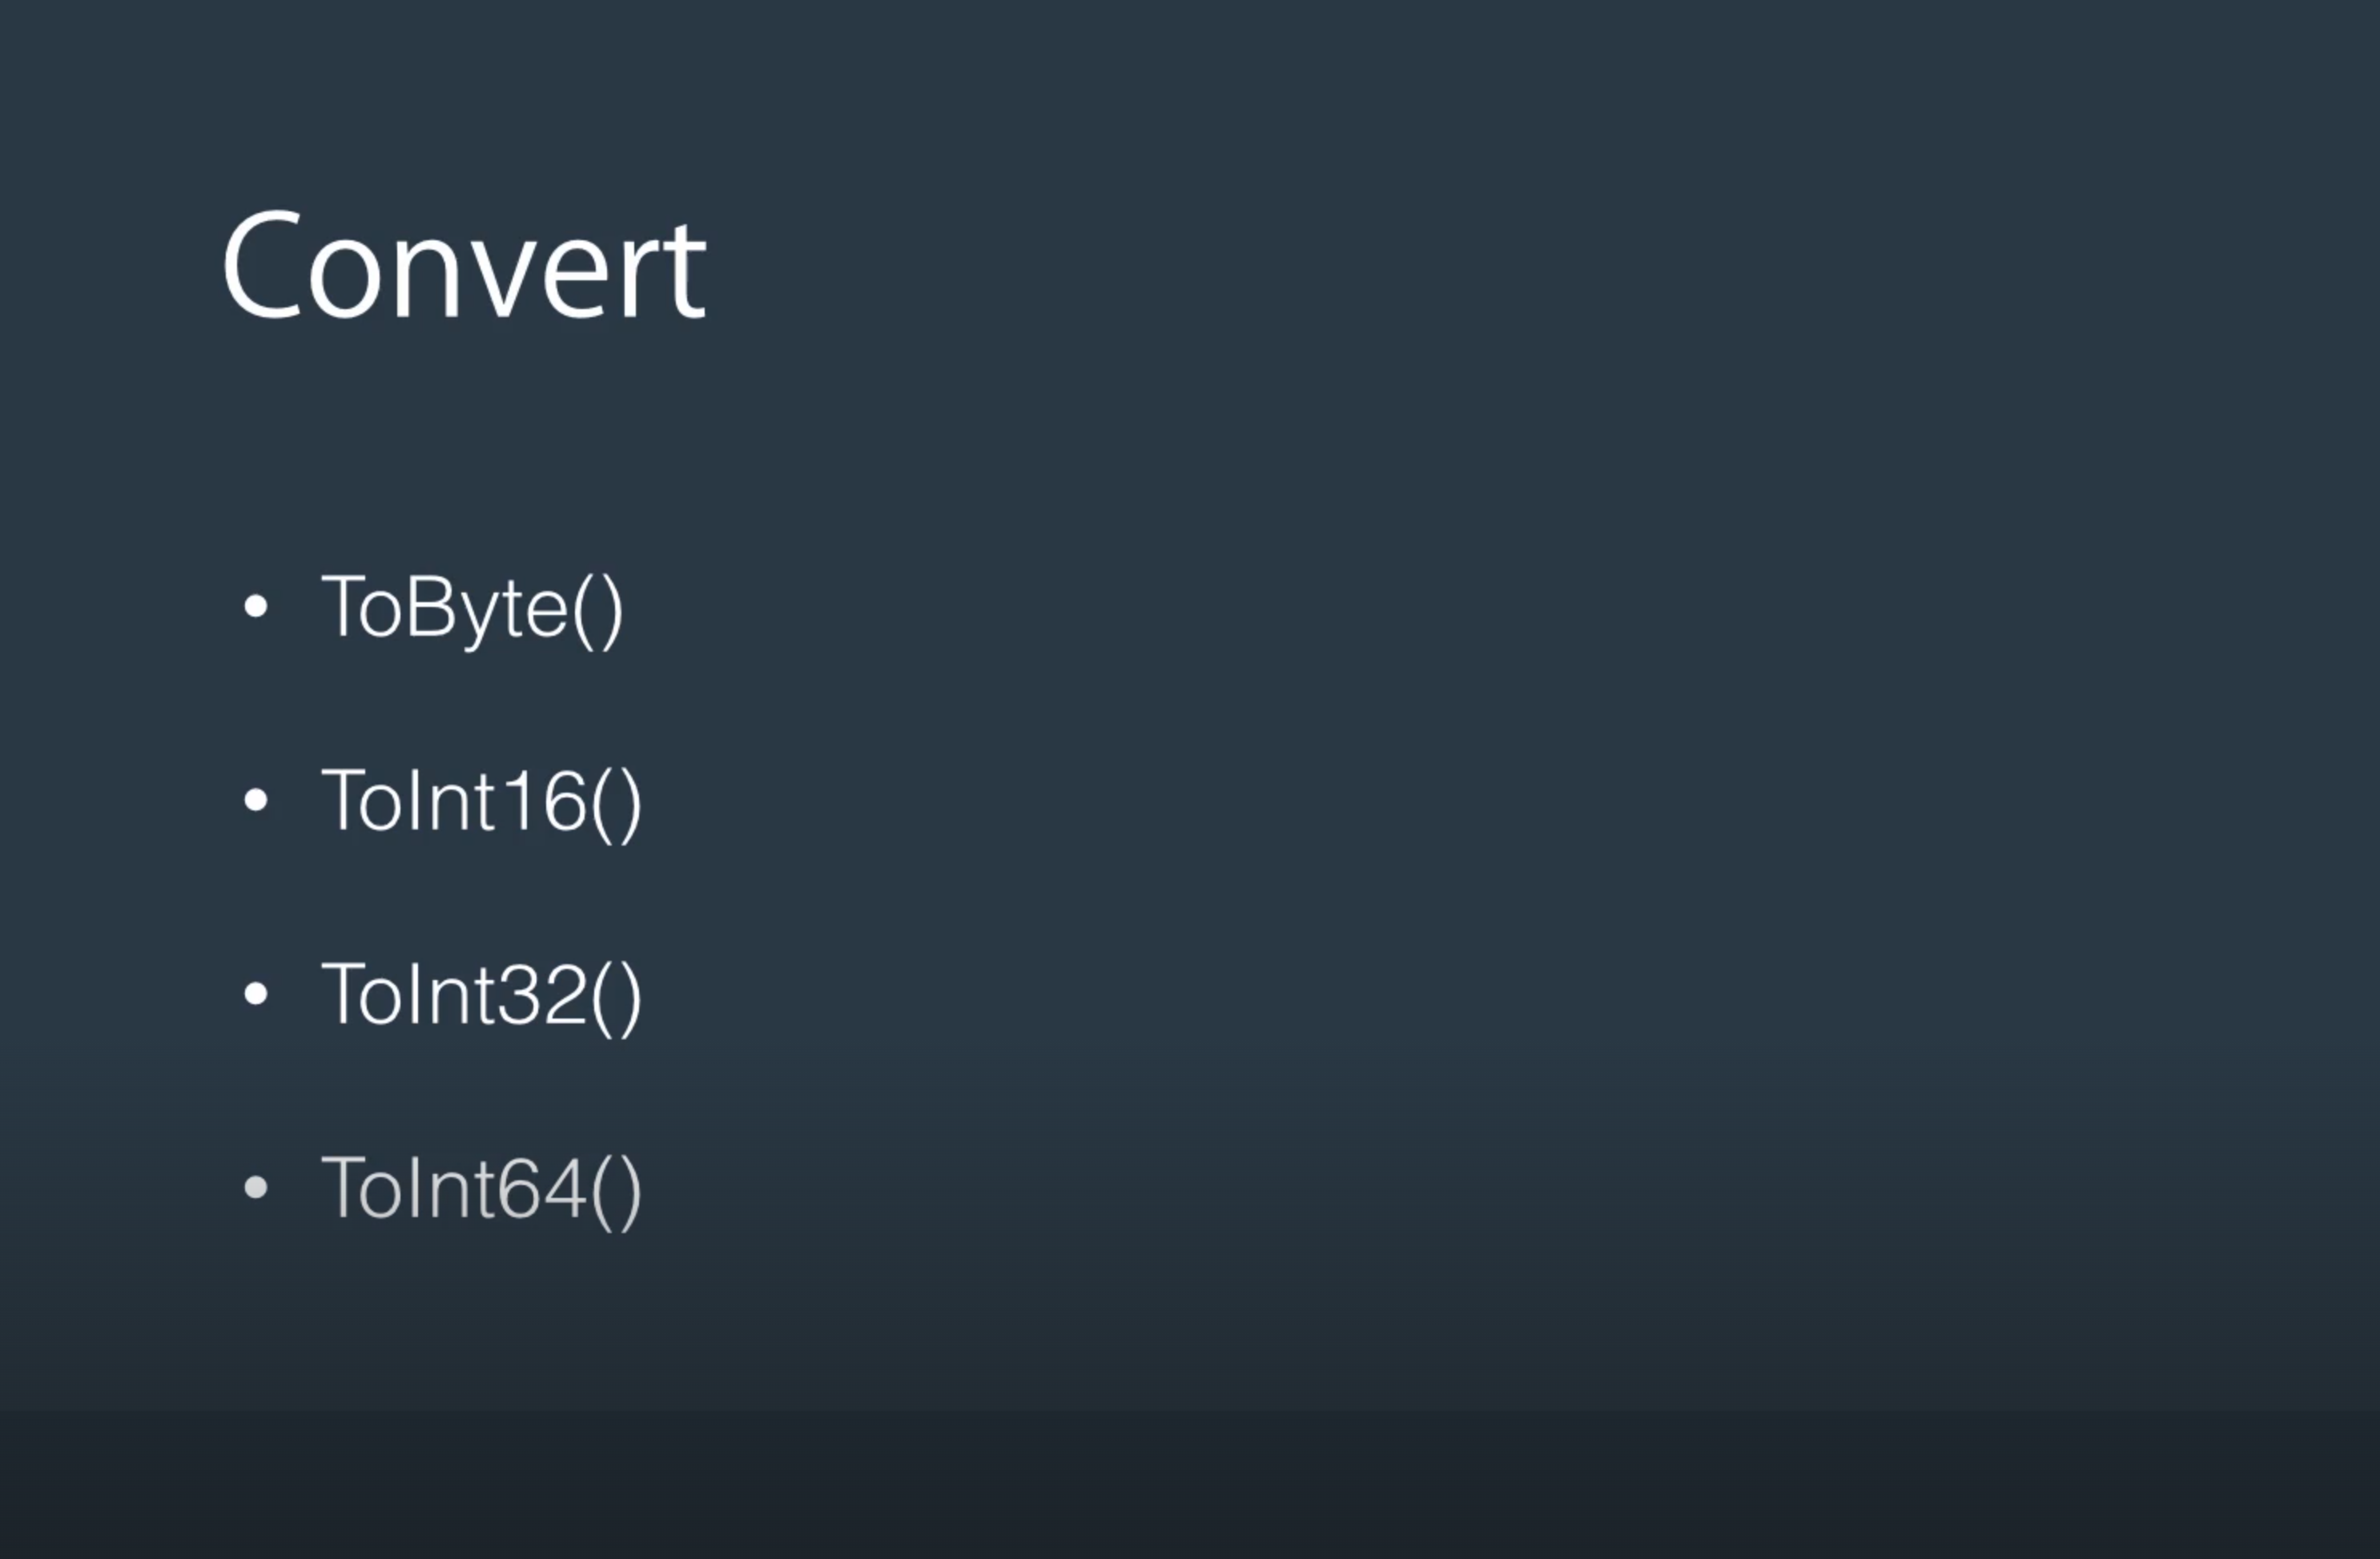 Convert
• ToByte()
• ToInt16()
• ToInt32()
• ToInt64()